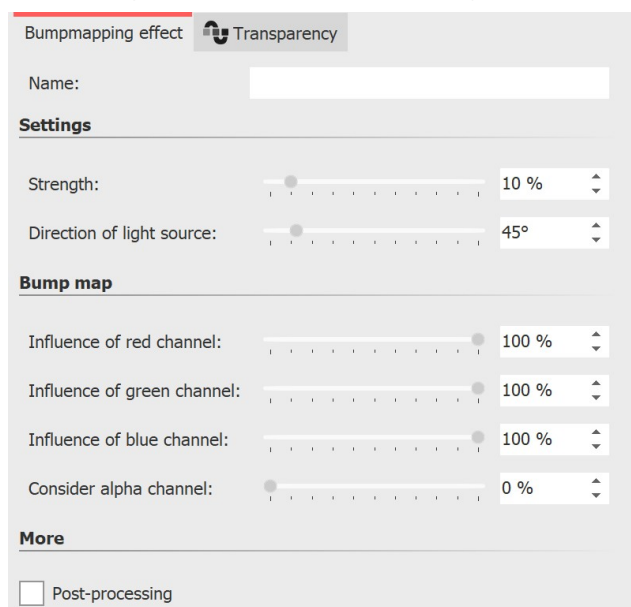 Bumpmapping effect Transparency
Name:
Settings
Strength: 10 %
Direction of light source: 45°
Bump map
Influence of red channel: 100 %
Influence of green channel: 100 %
Influence of blue channel: 100 %
Consider alpha channel: 0 %
More
Post-processing